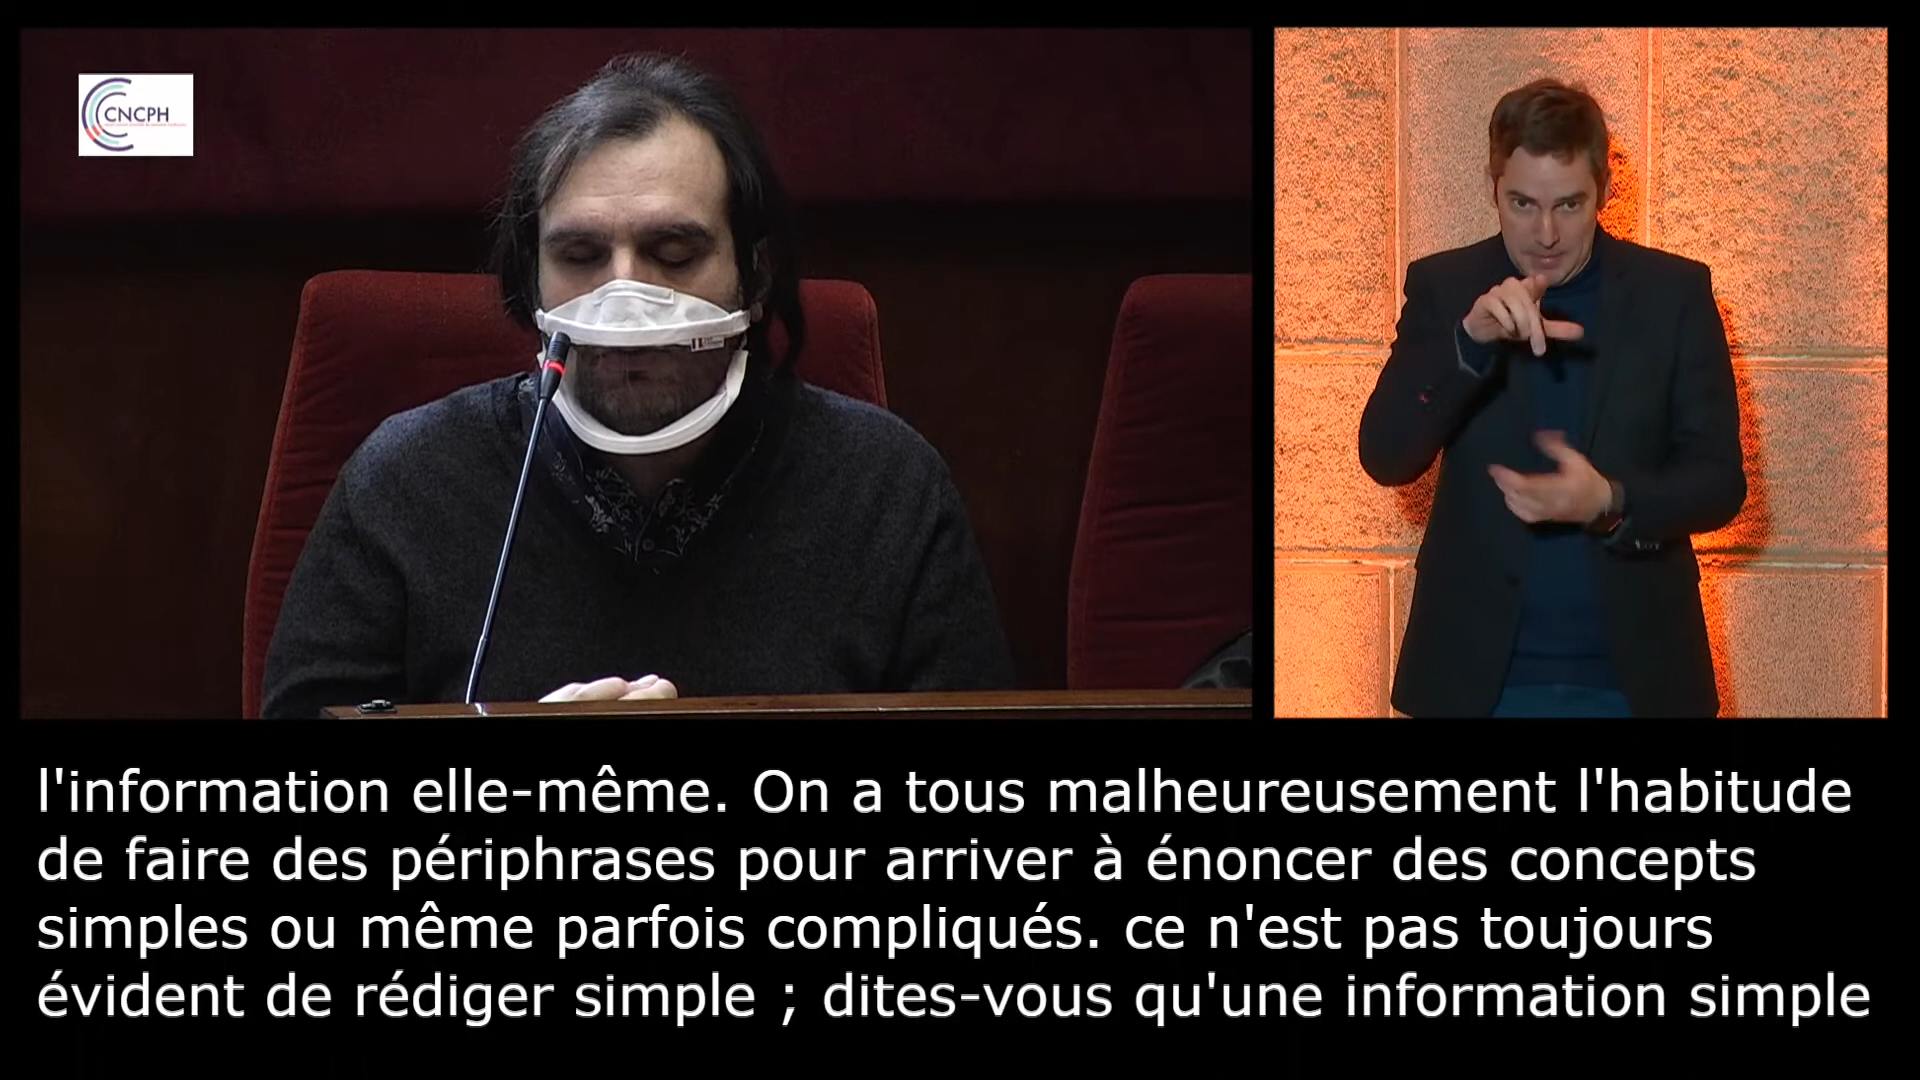 CNCPH
l'information elle-même. On a tous malheureusement l'habitude
de faire des périphrases pour arriver à énoncer des concepts
simples ou même parfois compliqués. ce n'est pas toujours
évident de rédiger simple ; dites-vous qu'une information simple